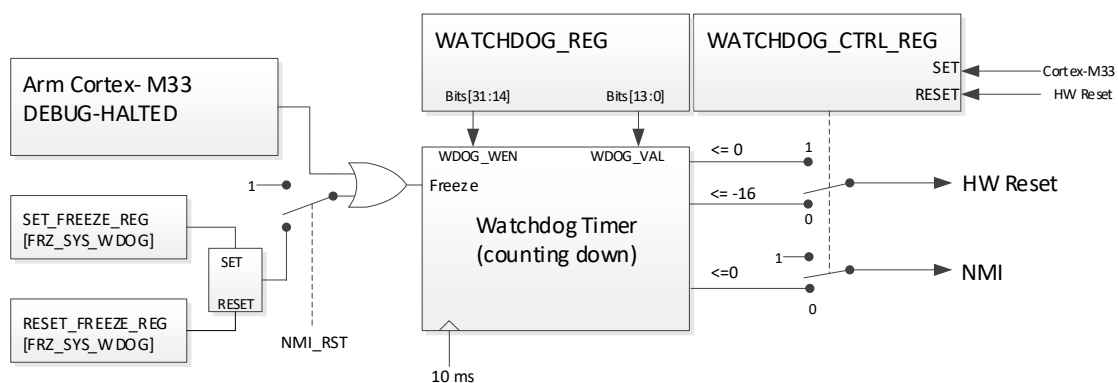 Arm Cortex- M33
DEBUG-HALTED
SET_FREEZE_REG
[FRZ_SYS_WDOG]
RESET_FREEZE_REG
[FRZ_SYS_WDOG]
SET
RESET
1
NMI_RST
WATCHDOG_REG
Bits[31:14]
Bits[13:0]
WATCHDOG_CTRL_REG
SET
RESET
Cortex-M33
HW Reset
WDOG_WEN
WDOG_VAL
Freeze
Watchdog Timer
(counting down)
10 ms
<= 0
1
<= -16
0
HW Reset
1
<=0
0
NMI